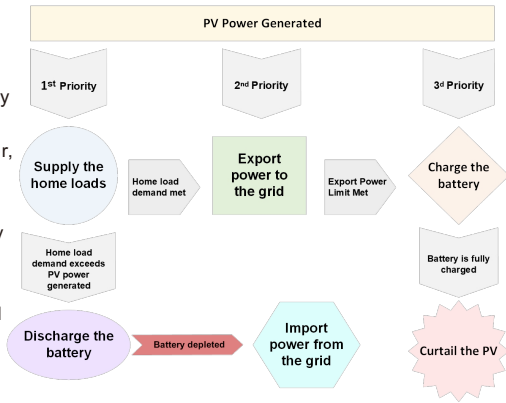 PV Power Generated
1st Priority
2nd Priority
3d Priority
y
r,
Supply the
home loads
Home load
demand met
Export
power to
the grid
Export Power
Limit Met
Charge the
battery
y
Home load
demand exceeds
PV power
generated
Battery is fully
charged
Discharge the
battery
Battery depleted
Import
power from
the grid
Curtail the PV